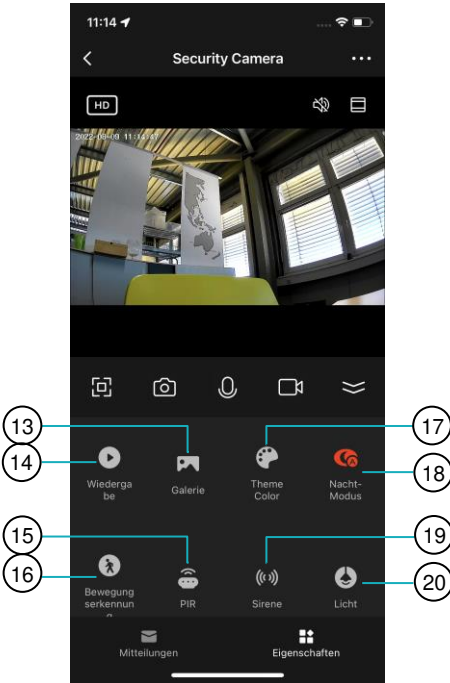 11:14
Security Camera
HD
2022-09-09 11:14:47
13
17
14
18
Wiederga
be
Galerie
Theme
Color
Nacht-
Modus
15
19
16
20
Bewegung
serkennun
g
PIR
Sirene
Licht
Mitteilungen
Eigenschaften